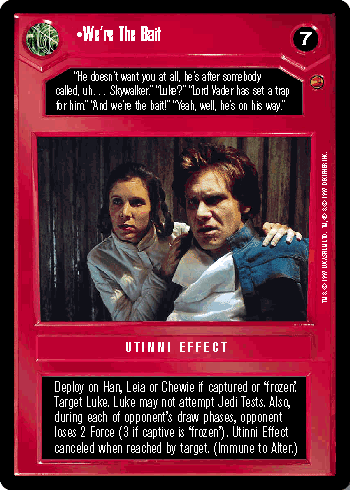 •We're The Bait
7
"He doesn't want you at all, he's after somebody
called, uh. . . Skywalker." "Luke?" "Lord Vader has set a trap
for him." "And we're the bait!" "Yeah, well, he's on his way."
UTINNI EFFECT
Deploy on Han, Leia or Chewie if captured or 'frozen.'
Target Luke. Luke may not attempt Jedi Tests. Also,
during each of opponent's draw phases, opponent
loses 2 Force (3 if captive is 'frozen'). Utinni Effect
canceled when reached by target. (Immune to Alter.)